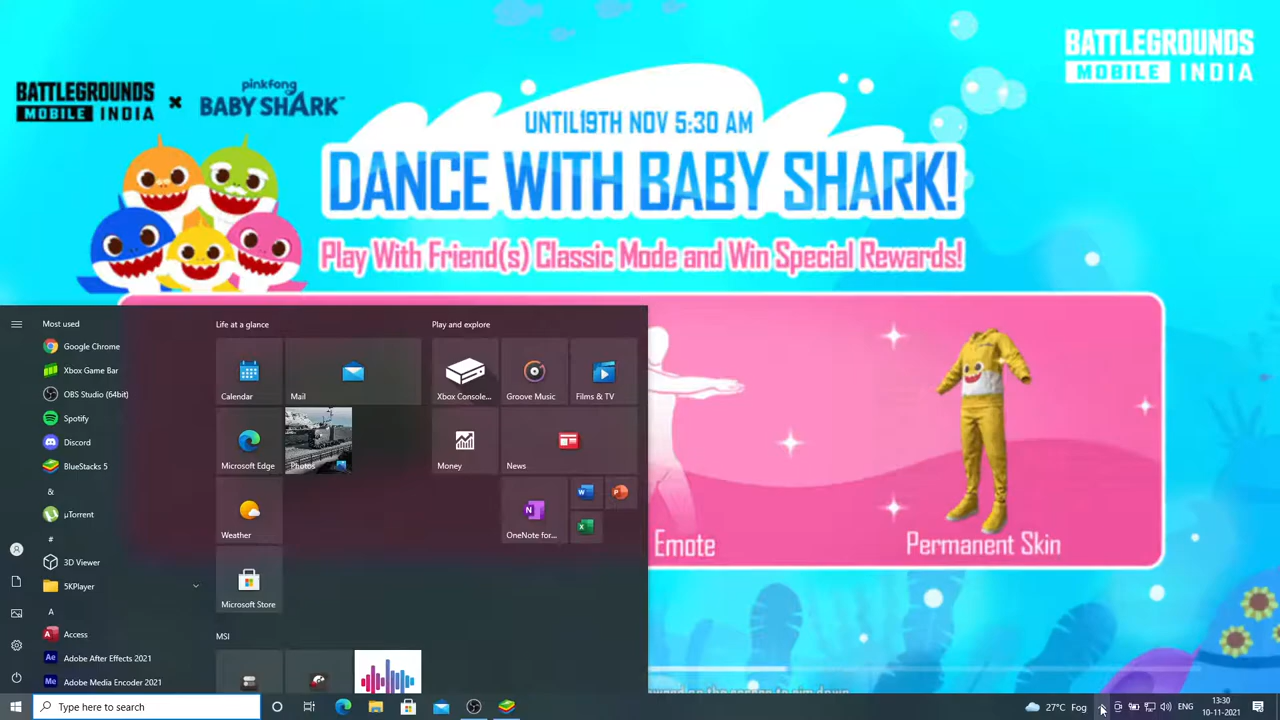 BATTLEGROUNDS
MOBILE INDIA
BATTLEGROUNDS
MOBILE INDIA
×
pinkfong
BABY SHARK™
UNTIL19TH NOV 5:30 AM
DANCE WITH BABY SHARK!
Play With Friend(s) Classic Mode and Win Special Rewards!
Emote
Permanent Skin
Most used
Google Chrome
Xbox Game Bar
OBS Studio (64bit)
Spotify
Discord
BlueStacks 5
&
µTorrent
#
3D Viewer
5KPlayer
A
Access
Adobe After Effects 2021
Adobe Media Encoder 2021
Life at a glance
Calendar
Mail
Microsoft Edge
Photos
Weather
Microsoft Store
MSI
Play and explore
Xbox Console...
Groove Music
Films & TV
Money
News
OneNote for...
Type here to search
27°C Fog
ENG
13:30
10-11-2021